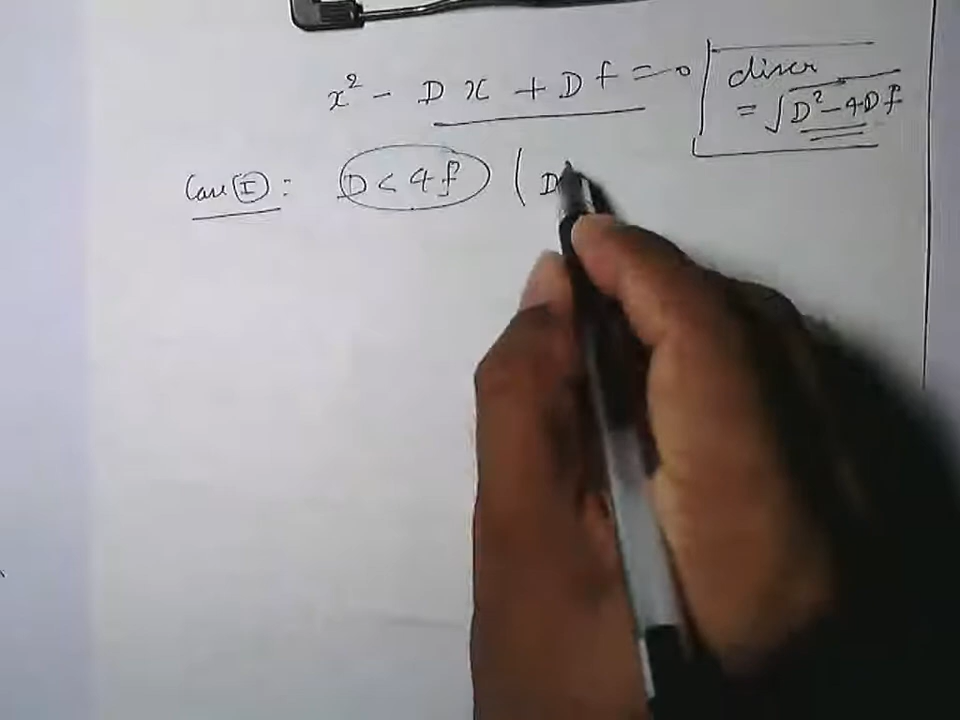 x² - D x + D f = 0
discr
= √D² - 4Df
Case I : D < 4f ( D